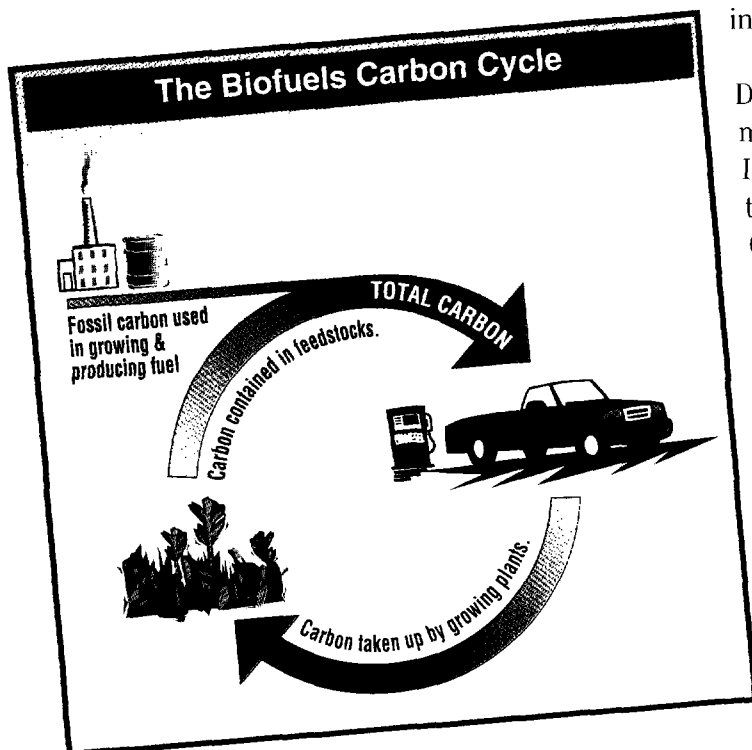 The Biofuels Carbon Cycle
TOTAL CARBON
Fossil carbon used
in growing &
producing fuel
Carbon contained in feedstocks.
Carbon taken up by growing plants.
in
D
I
t